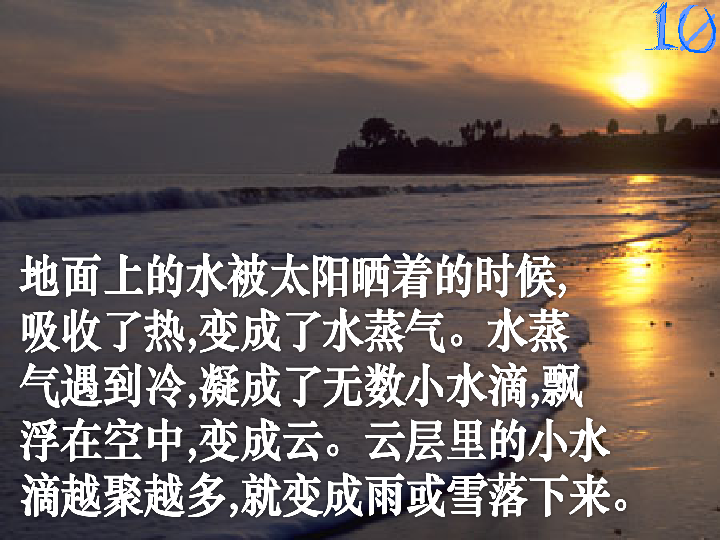 10
地面上的水被太阳晒着的时候,
吸收了热,变成了水蒸气。水蒸
气遇到冷,凝成了无数小水滴,飘
浮在空中,变成云。云层里的小水
滴越聚越多,就变成雨或雪落下来。